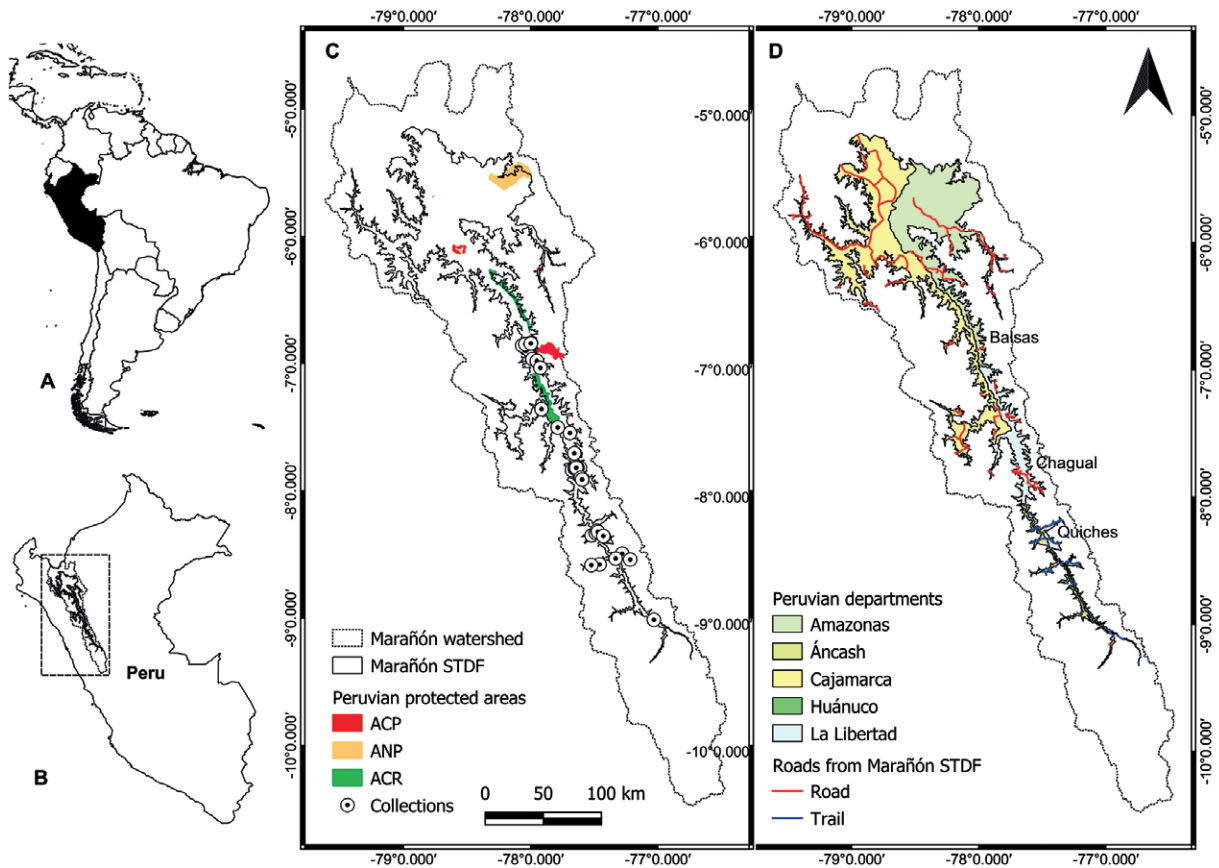 A
B
Peru
-79°0.000' -78°0.000' -77°0.000'
C
-5°0.000'
-6°0.000'
-7°0.000'
-8°0.000'
-9°0.000'
-10°0.000'
Marañón watershed
Marañón STDF
Peruvian protected areas
ACP
ANP
ACR
Collections
0 50 100 km
-79°0.000' -78°0.000' -77°0.000'
-79°0.000' -78°0.000' -77°0.000'
D
-5°0.000'
-6°0.000'
-7°0.000'
-8°0.000'
-9°0.000'
-10°0.000'
Balsas
Chagual
Quiches
Peruvian departments
Amazonas
Áncash
Cajamarca
Huánuco
La Libertad
Roads from Marañón STDF
Road
Trail
-79°0.000' -78°0.000' -77°0.000'